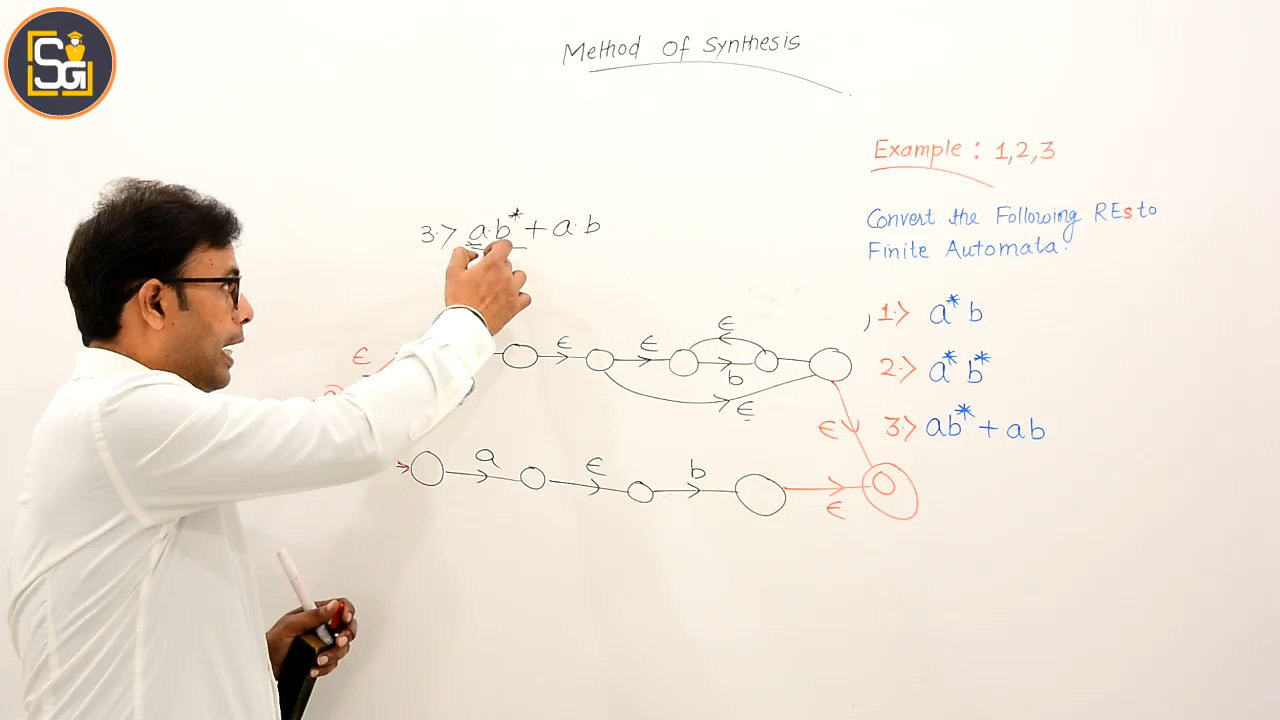 SG
Method Of Synthesis
Example : 1,2,3
Convert the Following REs to
Finite Automata.
3.> a.b* + a.b
1.> a* b
2.> a* b*
3.> ab* + ab
ϵ ϵ ϵ ϵ b ϵ
ϵ
a ϵ b ϵ